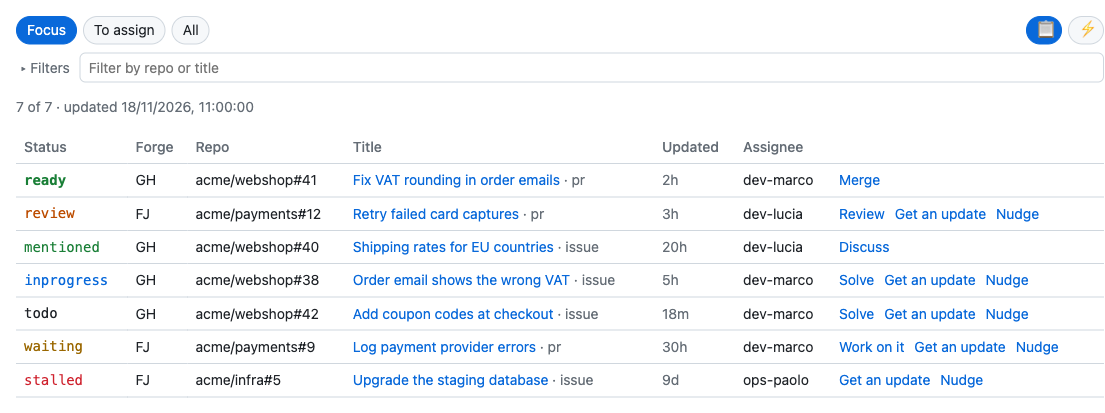 Focus To assign All
Filters Filter by repo or title
7 of 7 · updated 18/11/2026, 11:00:00
Status Forge Repo Title Updated Assignee
ready GH acme/webshop#41 Fix VAT rounding in order emails · pr 2h dev-marco Merge
review FJ acme/payments#12 Retry failed card captures · pr 3h dev-lucia Review Get an update Nudge
mentioned GH acme/webshop#40 Shipping rates for EU countries · issue 20h dev-lucia Discuss
inprogress GH acme/webshop#38 Order email shows the wrong VAT · issue 5h dev-marco Solve Get an update Nudge
todo GH acme/webshop#42 Add coupon codes at checkout · issue 18m dev-marco Solve Get an update Nudge
waiting FJ acme/payments#9 Log payment provider errors · pr 30h dev-marco Work on it Get an update Nudge
stalled FJ acme/infra#5 Upgrade the staging database · issue 9d ops-paolo Get an update Nudge